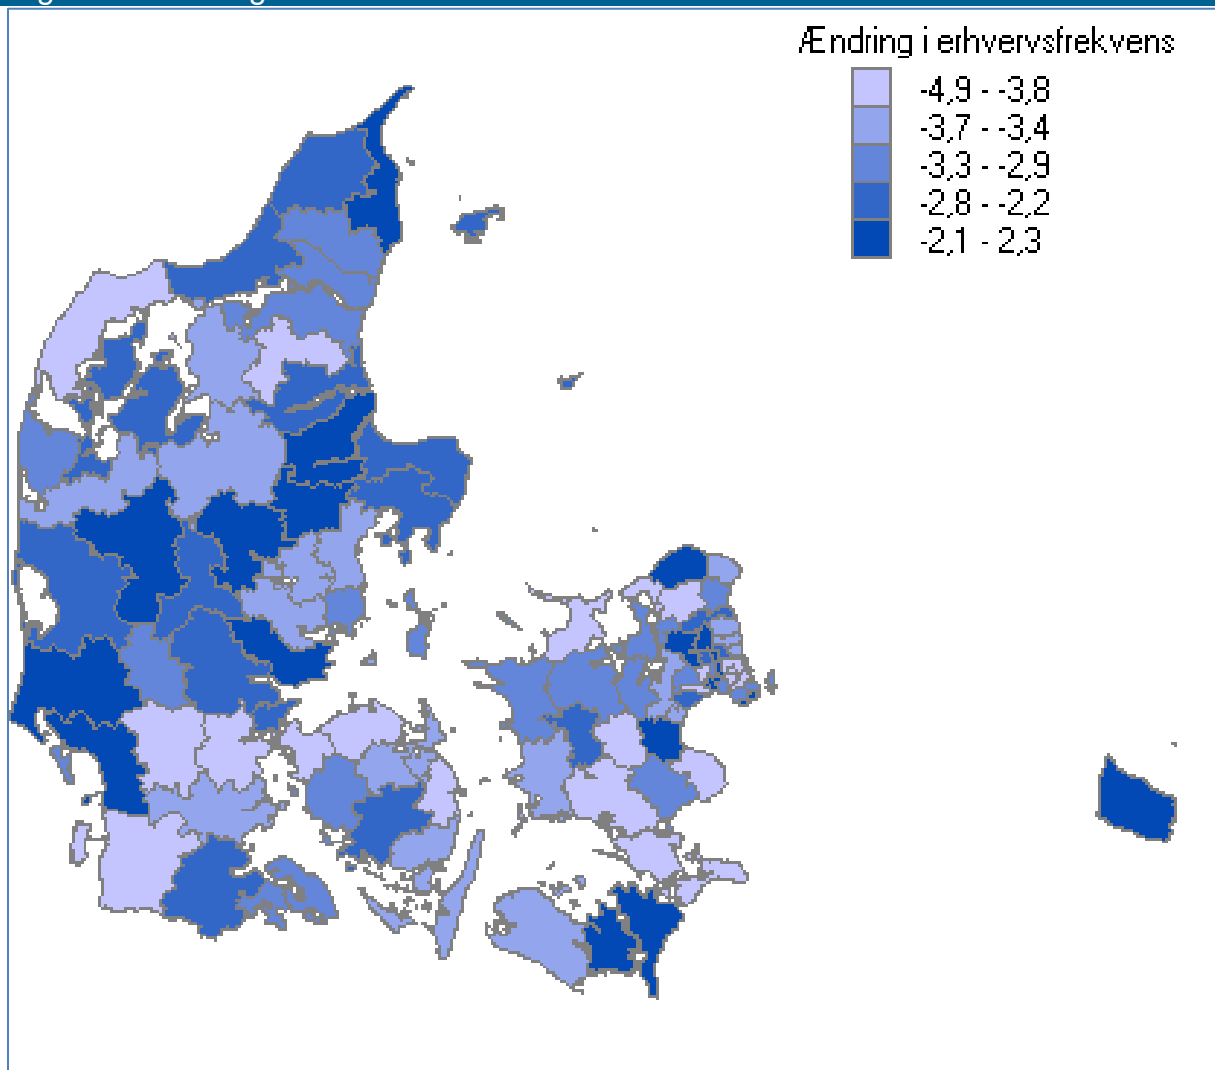 Ændring i erhvervsfrekvens
-4,9 - -3,8
-3,7 - -3,4
-3,3 - -2,9
-2,8 - -2,2
-2,1 - 2,3